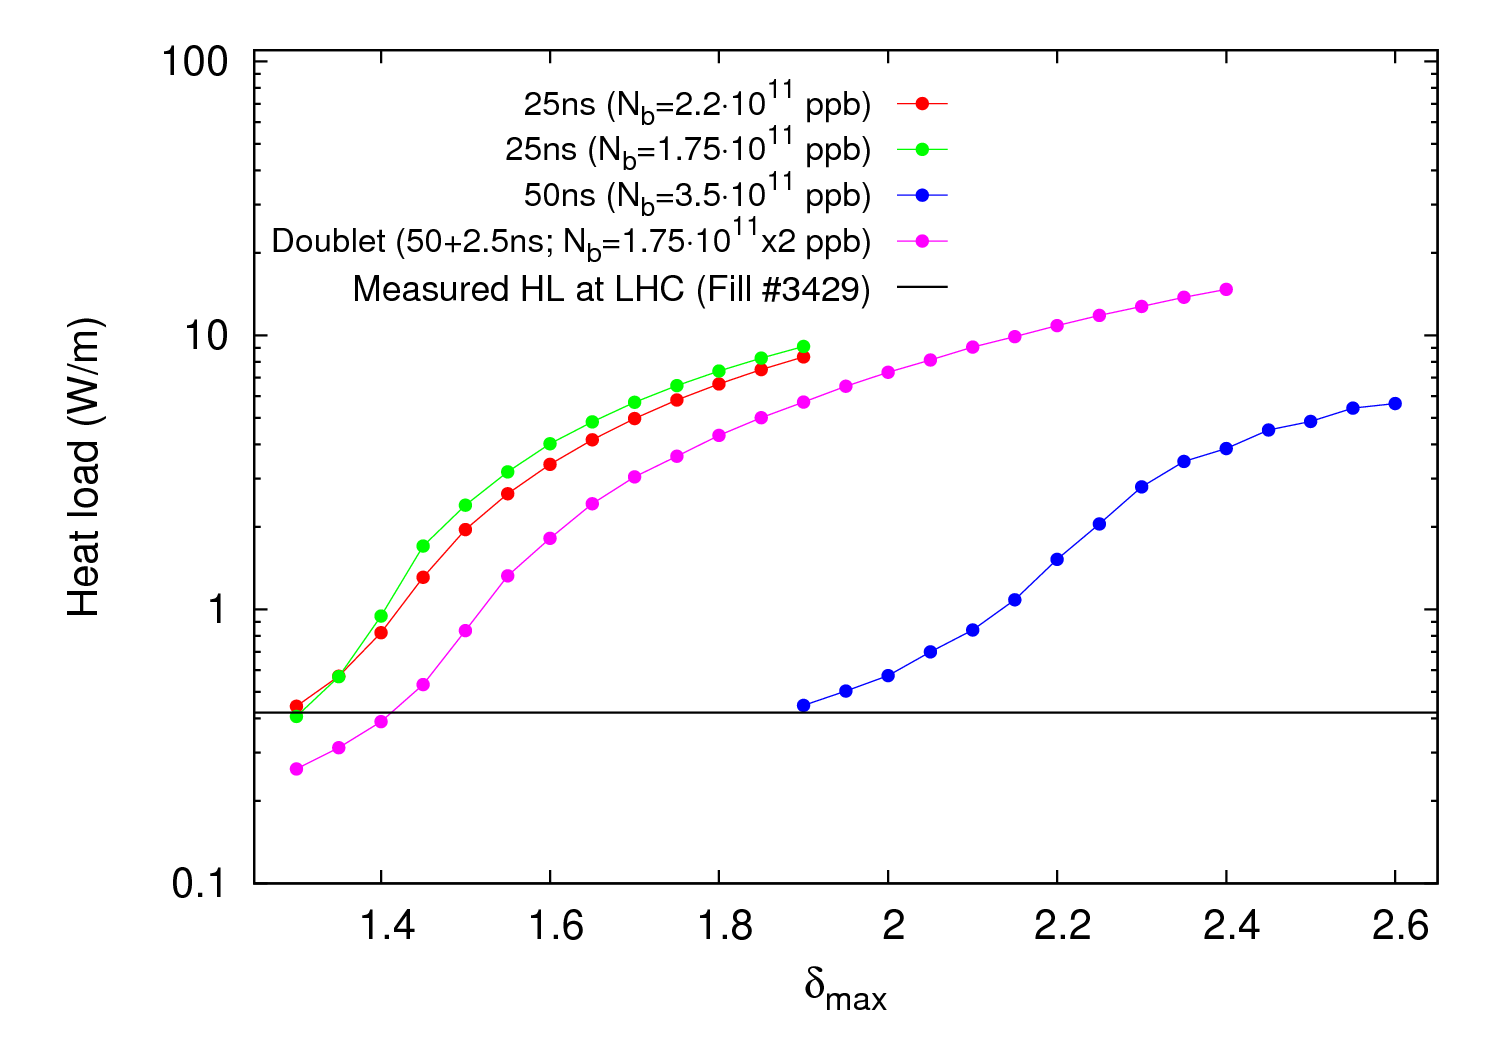 100
10
1
0.1
Heat load (W/m)
25ns (N_b=2.2·10^11 ppb)
25ns (N_b=1.75·10^11 ppb)
50ns (N_b=3.5·10^11 ppb)
Doublet (50+2.5ns; N_b=1.75·10^11x2 ppb)
Measured HL at LHC (Fill #3429)
1.4 1.6 1.8 2 2.2 2.4 2.6
δ_max